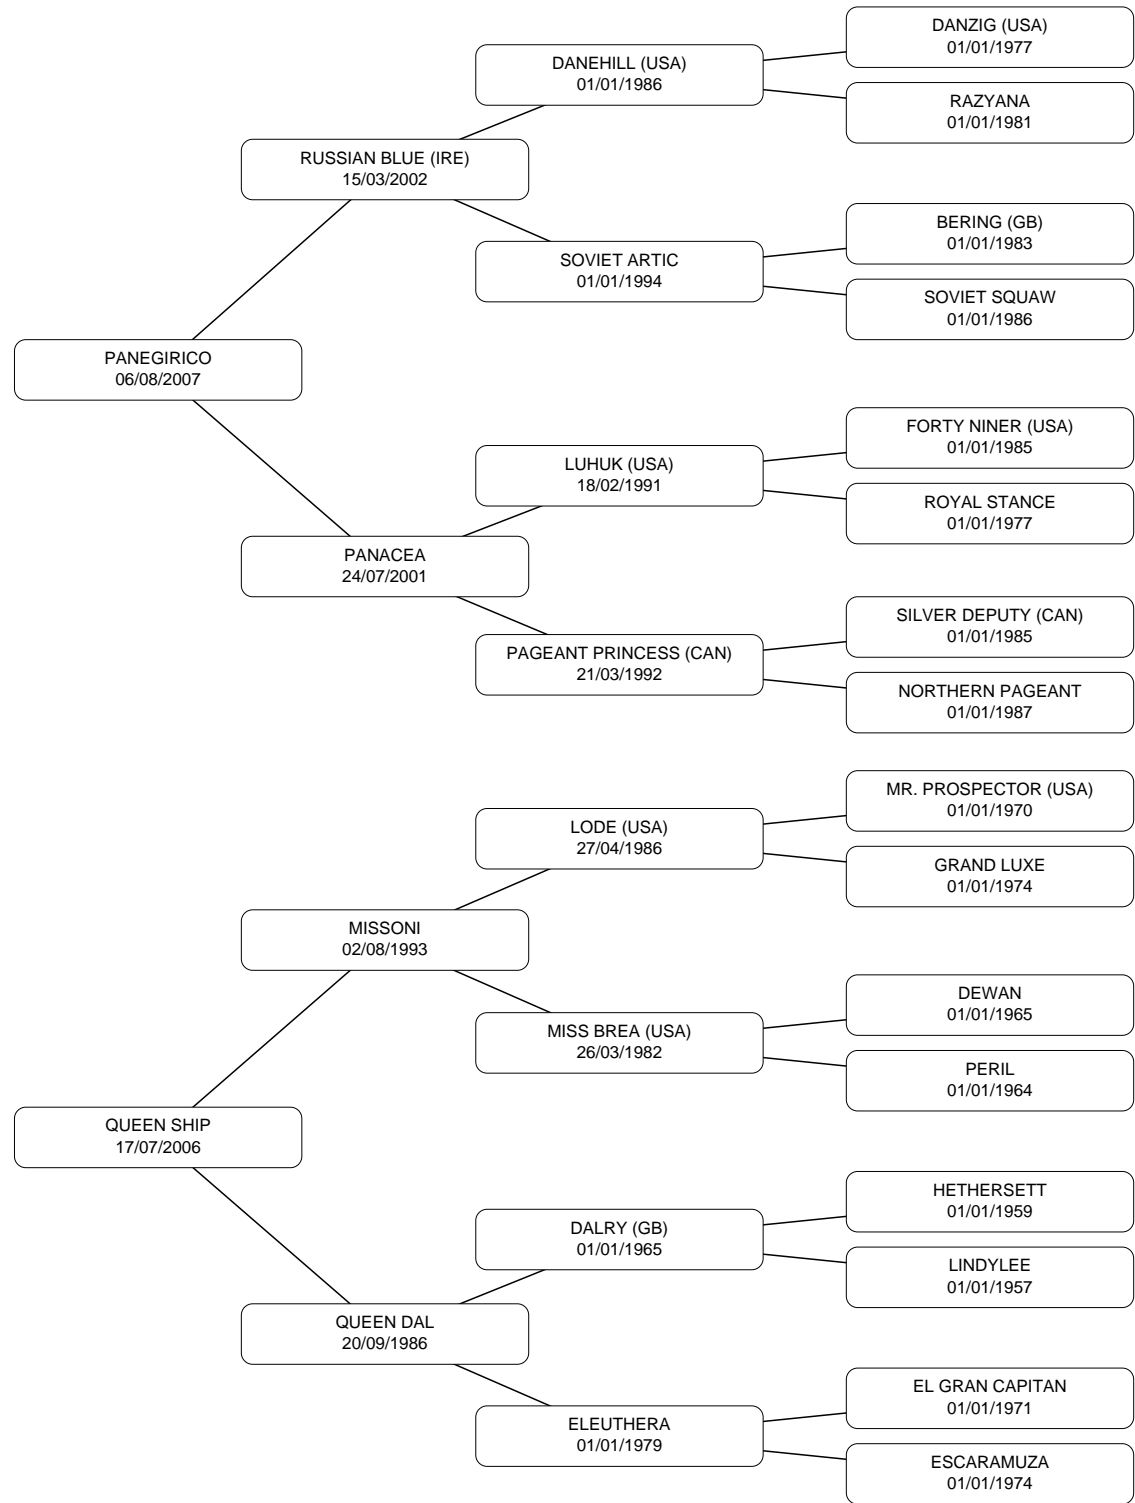 DANZIG (USA)
01/01/1977
DANEHILL (USA)
01/01/1986
RAZYANA
01/01/1981
RUSSIAN BLUE (IRE)
15/03/2002
BERING (GB)
01/01/1983
SOVIET ARTIC
01/01/1994
SOVIET SQUAW
01/01/1986
PANEGIRICO
06/08/2007
FORTY NINER (USA)
01/01/1985
LUHUK (USA)
18/02/1991
ROYAL STANCE
01/01/1977
PANACEA
24/07/2001
SILVER DEPUTY (CAN)
01/01/1985
PAGEANT PRINCESS (CAN)
21/03/1992
NORTHERN PAGEANT
01/01/1987
MR. PROSPECTOR (USA)
01/01/1970
LODE (USA)
27/04/1986
GRAND LUXE
01/01/1974
MISSONI
02/08/1993
DEWAN
01/01/1965
MISS BREA (USA)
26/03/1982
PERIL
01/01/1964
QUEEN SHIP
17/07/2006
HETHERSETT
01/01/1959
DALRY (GB)
01/01/1965
LINDYLEE
01/01/1957
QUEEN DAL
20/09/1986
EL GRAN CAPITAN
01/01/1971
ELEUTHERA
01/01/1979
ESCARAMUZA
01/01/1974